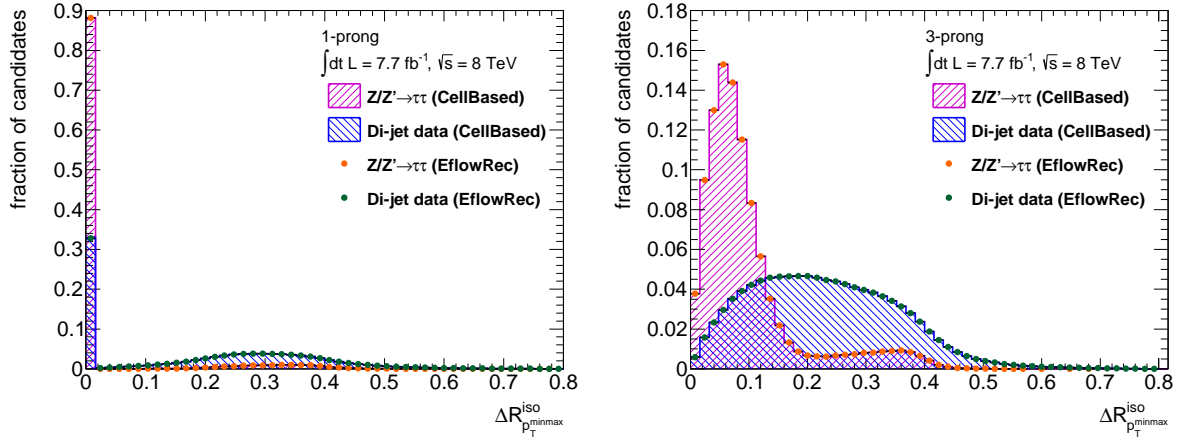 fraction of candidates
0.9
0.8
0.7
0.6
0.5
0.4
0.3
0.2
0.1
0
1-prong
∫dt L = 7.7 fb⁻¹, √s = 8 TeV
Z/Z'→ττ (CellBased)
Di-jet data (CellBased)
Z/Z'→ττ (EflowRec)
Di-jet data (EflowRec)
0 0.1 0.2 0.3 0.4 0.5 0.6 0.7 0.8
ΔR^{iso}_{p_T^{minmax}}
fraction of candidates
0.18
0.16
0.14
0.12
0.1
0.08
0.06
0.04
0.02
0
3-prong
∫dt L = 7.7 fb⁻¹, √s = 8 TeV
Z/Z'→ττ (CellBased)
Di-jet data (CellBased)
Z/Z'→ττ (EflowRec)
Di-jet data (EflowRec)
0 0.1 0.2 0.3 0.4 0.5 0.6 0.7 0.8
ΔR^{iso}_{p_T^{minmax}}